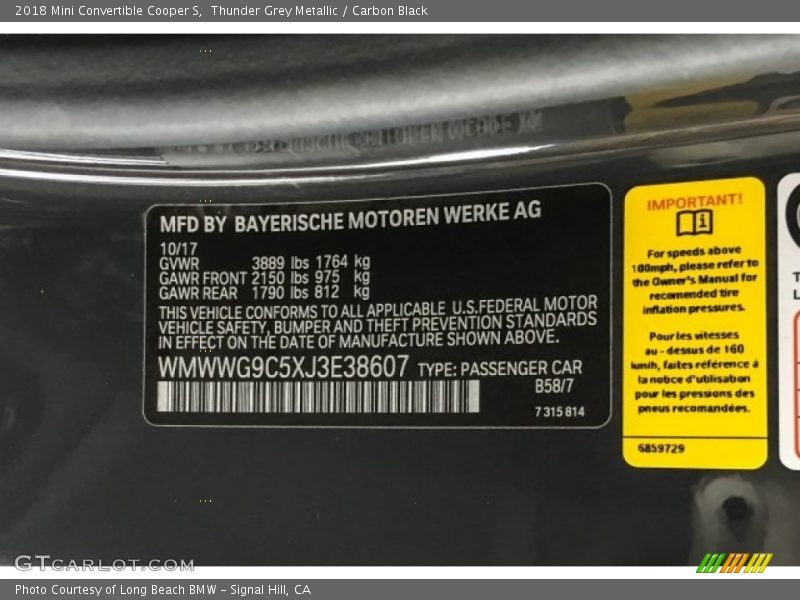 2018 Mini Convertible Cooper S,  Thunder Grey Metallic / Carbon Black
MFD BY BAYERISCHE MOTOREN WERKE AG
10/17
GVWR 3889 lbs 1764 kg
GAWR FRONT 2150 lbs 975 kg
GAWR REAR 1790 lbs 812 kg
THIS VEHICLE CONFORMS TO ALL APPLICABLE U.S.FEDERAL MOTOR
VEHICLE SAFETY, BUMPER AND THEFT PREVENTION STANDARDS
IN EFFECT ON THE DATE OF MANUFACTURE SHOWN ABOVE.
WMWWG9C5XJ3E38607 TYPE: PASSENGER CAR
B58/7
7 315 814
IMPORTANT!
For speeds above
100mph, please refer to
the Owner's Manual for
recomended tire
inflation pressures.
Pour les vitesses
au - dessus de 160
km/h, faites référence à
la notice d'utilisation
pour les pressions des
pneus recomandées.
6859729
GTCARLOT.COM
Photo Courtesy of Long Beach BMW - Signal Hill, CA